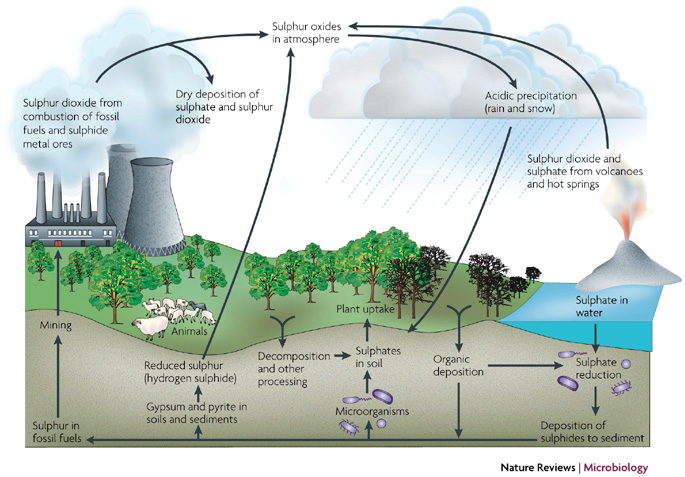 Sulphur oxides
in atmosphere
Sulphur dioxide from
combustion of fossil
fuels and sulphide
metal ores
Dry deposition of
sulphate and sulphur
dioxide
Acidic precipitation
(rain and snow)
Sulphur dioxide and
sulphate from volcanoes
and hot springs
Mining
Animals
Plant uptake
Sulphate in
water
Reduced sulphur
(hydrogen sulphide)
Decomposition
and other
processing
Sulphates
in soil
Organic
deposition
Sulphate
reduction
Gypsum and pyrite in
soils and sediments
Microorganisms
Sulphur in
fossil fuels
Deposition of
sulphides to sediment
Nature Reviews | Microbiology